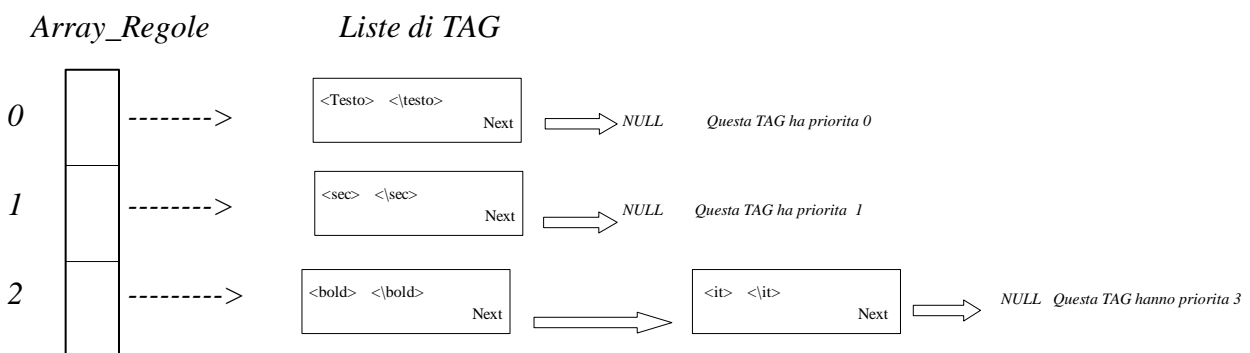 Array_Regole Liste di TAG
0 --------> <Testo> <\testo> Next NULL Questa TAG ha priorita 0
1 --------> <sec> <\sec> Next NULL Questa TAG ha priorita 1
2 ---------> <bold> <\bold> Next <it> <\it> Next NULL Questa TAG hanno priorita 3